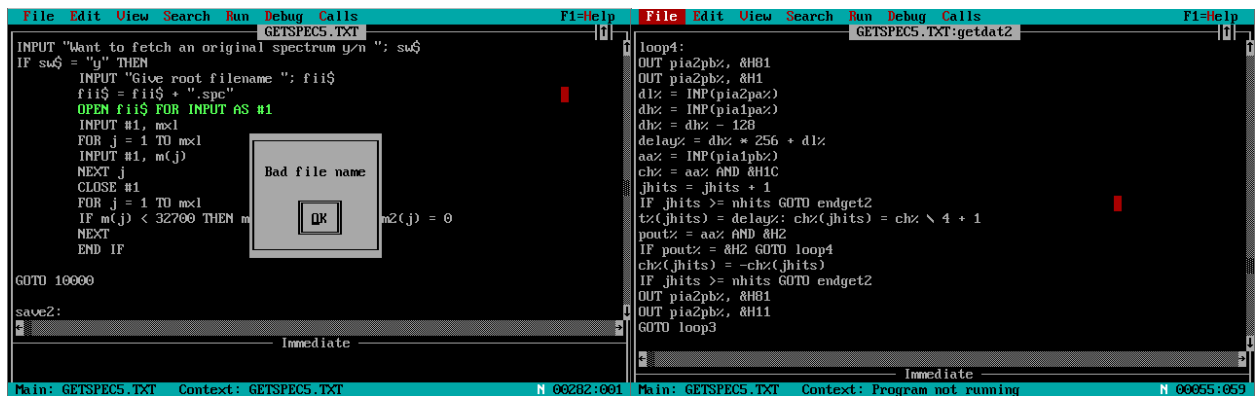 File Edit View Search Run Debug Calls F1=Help
GETSPEC5.TXT
INPUT "Want to fetch an original spectrum y/n "; sw$
IF sw$ = "y" THEN
INPUT "Give root filename "; fii$
fii$ = fii$ + ".spc"
OPEN fii$ FOR INPUT AS #1
INPUT #1, mxl
FOR j = 1 TO mxl
INPUT #1, m(j)
NEXT j
CLOSE #1
FOR j = 1 TO mxl
IF m(j) < 32700 THEN m m2(j) = 0
NEXT
END IF
GOTO 10000
save2:
Bad file name
OK
Immediate
Main: GETSPEC5.TXT Context: GETSPEC5.TXT N 00282:001
File Edit View Search Run Debug Calls F1=Help
GETSPEC5.TXT:getdat2
loop4:
OUT pia2pb%, &H81
OUT pia2pb%, &H1
dl% = INP(pia2pa%)
dh% = INP(pia1pa%)
dh% = dh% - 128
delay% = dh% * 256 + dl%
aa% = INP(pia1pb%)
ch% = aa% AND &H1C
jhits = jhits + 1
IF jhits >= nhits GOTO endget2
t%(jhits) = delay%: ch%(jhits) = ch% \ 4 + 1
pout% = aa% AND &H2
IF pout% = &H2 GOTO loop4
ch%(jhits) = -ch%(jhits)
IF jhits >= nhits GOTO endget2
OUT pia2pb%, &H81
OUT pia2pb%, &H11
GOTO loop3
Immediate
Main: GETSPEC5.TXT Context: Program not running N 00055:059